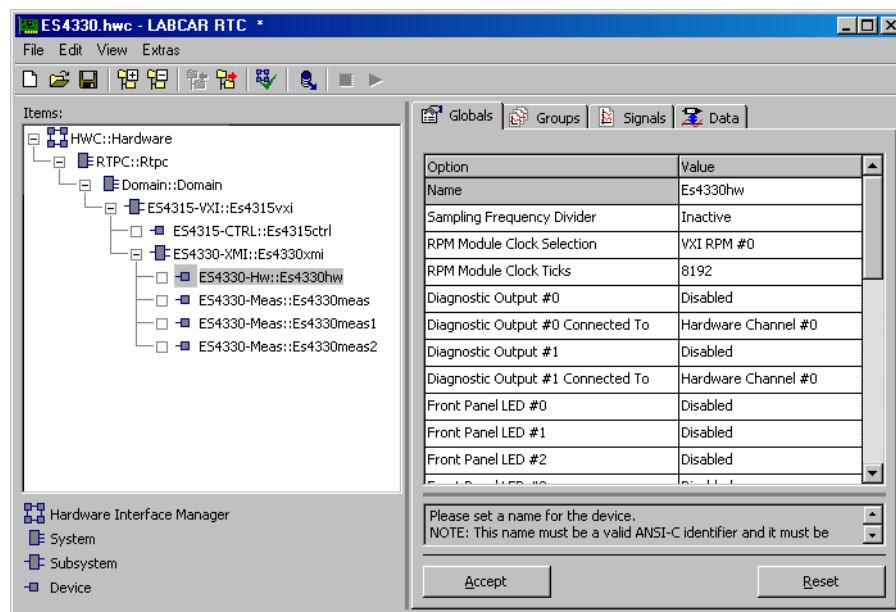 ES4330.hwc - LABCAR RTC *
File Edit View Extras
Items:
HWC::Hardware
RTPC::Rtpc
Domain::Domain
ES4315-VXI::Es4315vxi
ES4315-CTRL::Es4315ctrl
ES4330-XMI::Es4330xmi
ES4330-Hw::Es4330hw
ES4330-Meas::Es4330meas
ES4330-Meas::Es4330meas1
ES4330-Meas::Es4330meas2
Hardware Interface Manager
System
Subsystem
Device
Globals Groups Signals Data
Option Value
Name Es4330hw
Sampling Frequency Divider Inactive
RPM Module Clock Selection VXI RPM #0
RPM Module Clock Ticks 8192
Diagnostic Output #0 Disabled
Diagnostic Output #0 Connected To Hardware Channel #0
Diagnostic Output #1 Disabled
Diagnostic Output #1 Connected To Hardware Channel #0
Front Panel LED #0 Disabled
Front Panel LED #1 Disabled
Front Panel LED #2 Disabled
Please set a name for the device.
NOTE: This name must be a valid ANSI-C identifier and it must be
Accept Reset